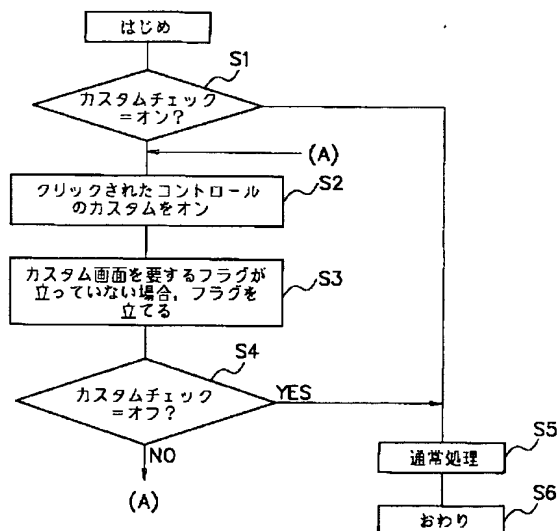 はじめ
S1
カスタムチェック
=オン?
(A)
S2
クリックされたコントロール
のカスタムをオン
カスタム画面を要するフラグが
立っていない場合,フラグを
立てる
S3
S4
カスタムチェック
=オフ?
YES
NO
(A)
S5
通常処理
S6
おわり